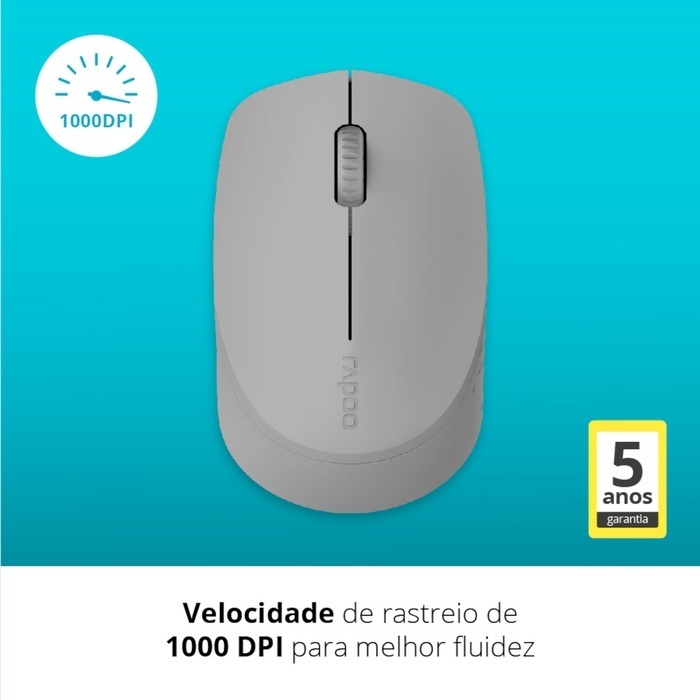 1000DPI
rapoo
5
anos
garantia
Velocidade de rastreio de
1000 DPI para melhor fluidez